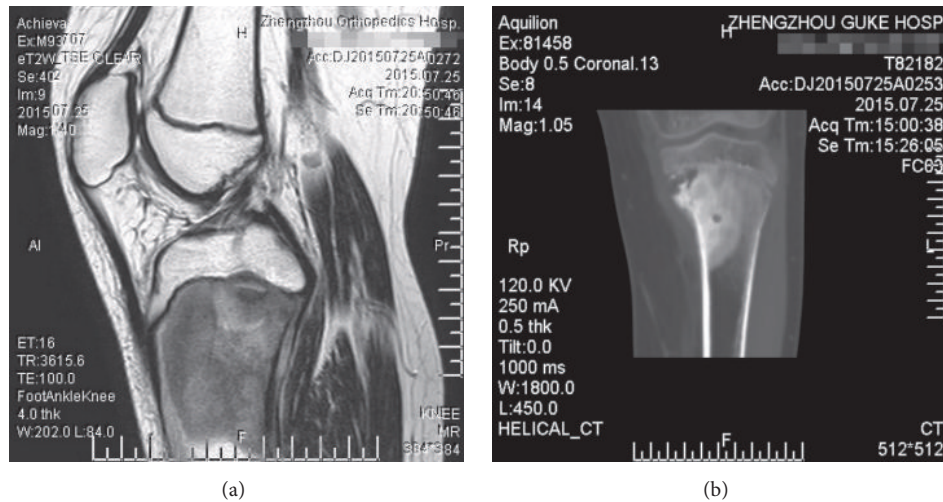 Achieva
Ex:M93707
eT2W_TSE CLEAR
Se:402
Im:9
2015.07.25
Mag:1.40
H
Zhengzhou Orthopedics Hosp.
Acc:DJ20150725A0272
2015.07.25
Acq Tm:20:50:46
Se Tm:20:50:46
AI
Pr
ET:16
TR:3615.6
TE:100.0
FootAnkleKnee
4.0 thk
W:202.0 L:84.0
F
KNEE
MR
384*384
(a)
Aquilion
Ex:81458
Body 0.5 Coronal.13
Se:8
Im:14
Mag:1.05
H
ZHENGZHOU GUKE HOSP
T82182
Acc:DJ20150725A0253
2015.07.25
Acq Tm:15:00:38
Se Tm:15:26:05
FC83
Rp
L
120.0 KV
250 mA
0.5 thk
Tilt:0.0
1000 ms
W:1800.0
L:450.0
HELICAL_CT
F
CT
512*512
(b)